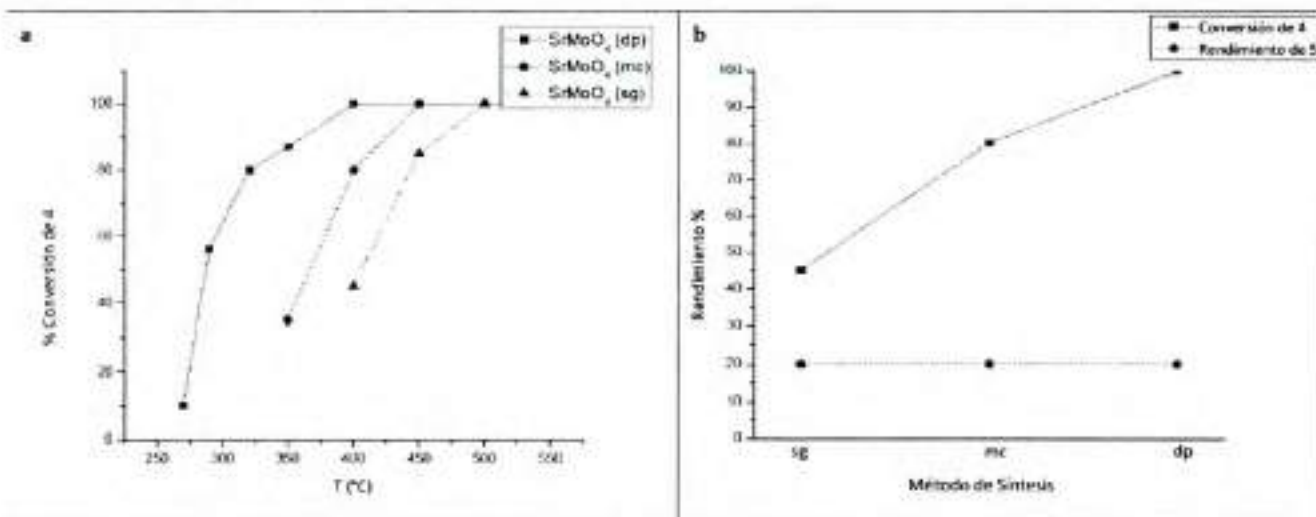 a
SrMoO4 (dp)
SrMoO4 (mc)
SrMoO4 (sg)
100
80
60
40
20
0
% Conversión de 4
250 300 350 400 450 500 550
T (°C)
b
Conversión de 4
Rendimiento de 5
100
90
80
70
60
50
40
30
20
10
0
Rendimiento %
sg mc dp
Método de Síntesis